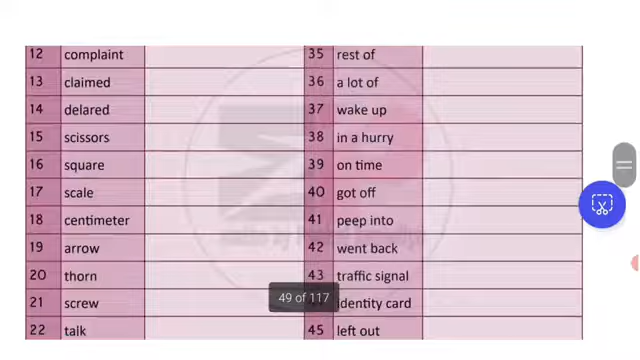 12 complaint 35 rest of
13 claimed 36 a lot of
14 delared 37 wake up
15 scissors 38 in a hurry
16 square 39 on time
17 scale 40 got off
18 centimeter 41 peep into
19 arrow 42 went back
20 thorn 43 traffic signal
21 screw identity card
22 talk 45 left out
49 of 117